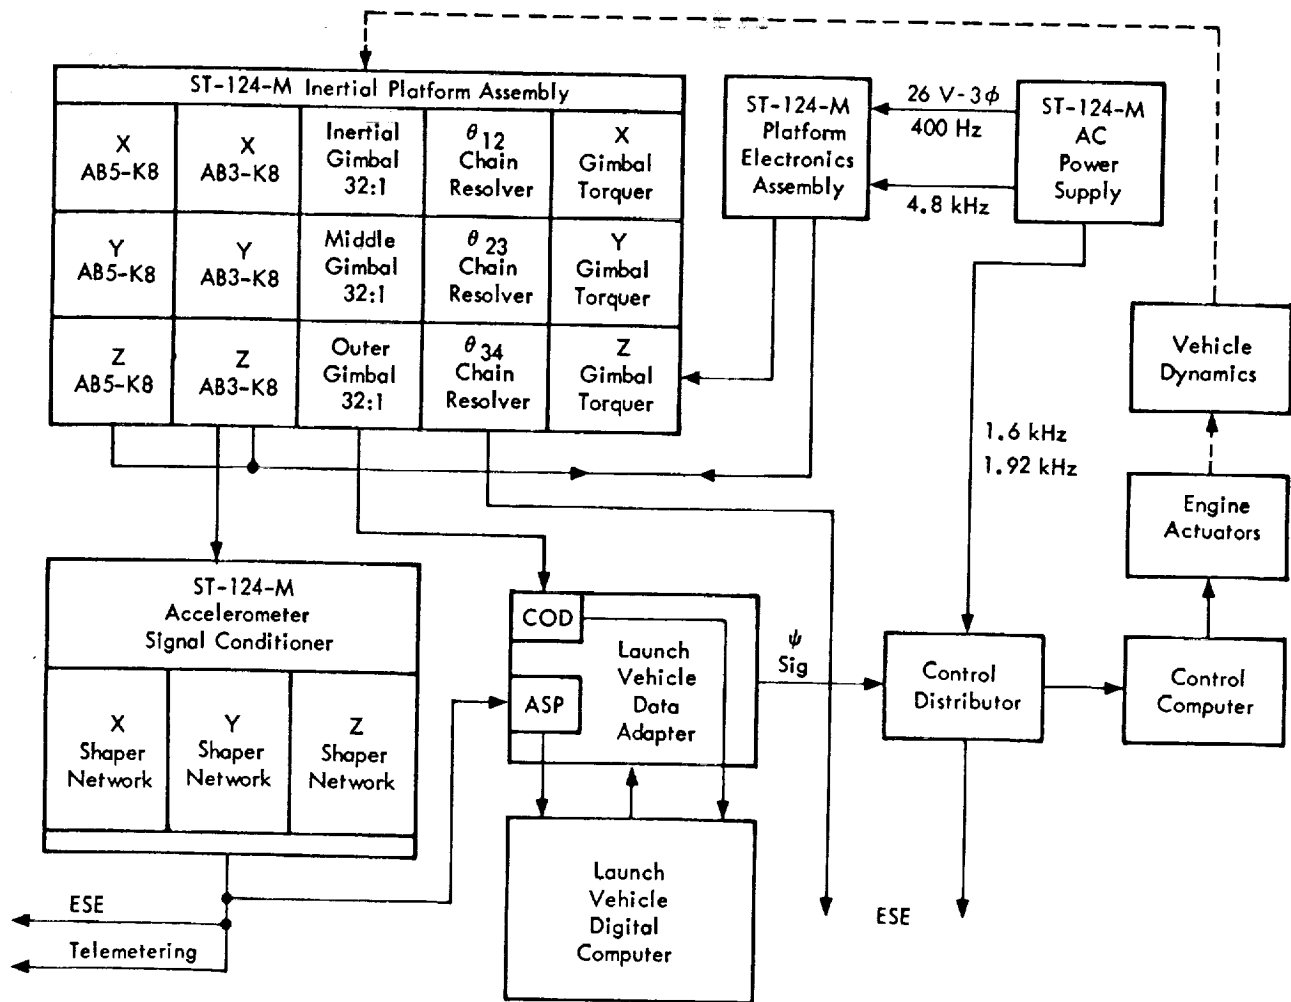 ST-124-M Inertial Platform Assembly
X
AB5-K8
X
AB3-K8
Inertial
Gimbal
32:1
θ12
Chain
Resolver
X
Gimbal
Torquer
Y
AB5-K8
Y
AB3-K8
Middle
Gimbal
32:1
θ23
Chain
Resolver
Y
Gimbal
Torquer
Z
AB5-K8
Z
AB3-K8
Outer
Gimbal
32:1
θ34
Chain
Resolver
Z
Gimbal
Torquer
ST-124-M
Platform
Electronics
Assembly
26 V-3ϕ
400 Hz
4.8 kHz
ST-124-M
AC
Power
Supply
1.6 kHz
1.92 kHz
Vehicle
Dynamics
Engine
Actuators
Control
Computer
Control
Distributor
ψ
Sig
COD
ASP
Launch
Vehicle
Data
Adapter
Launch
Vehicle
Digital
Computer
ST-124-M
Accelerometer
Signal Conditioner
X
Shaper
Network
Y
Shaper
Network
Z
Shaper
Network
ESE
Telemetering
ESE